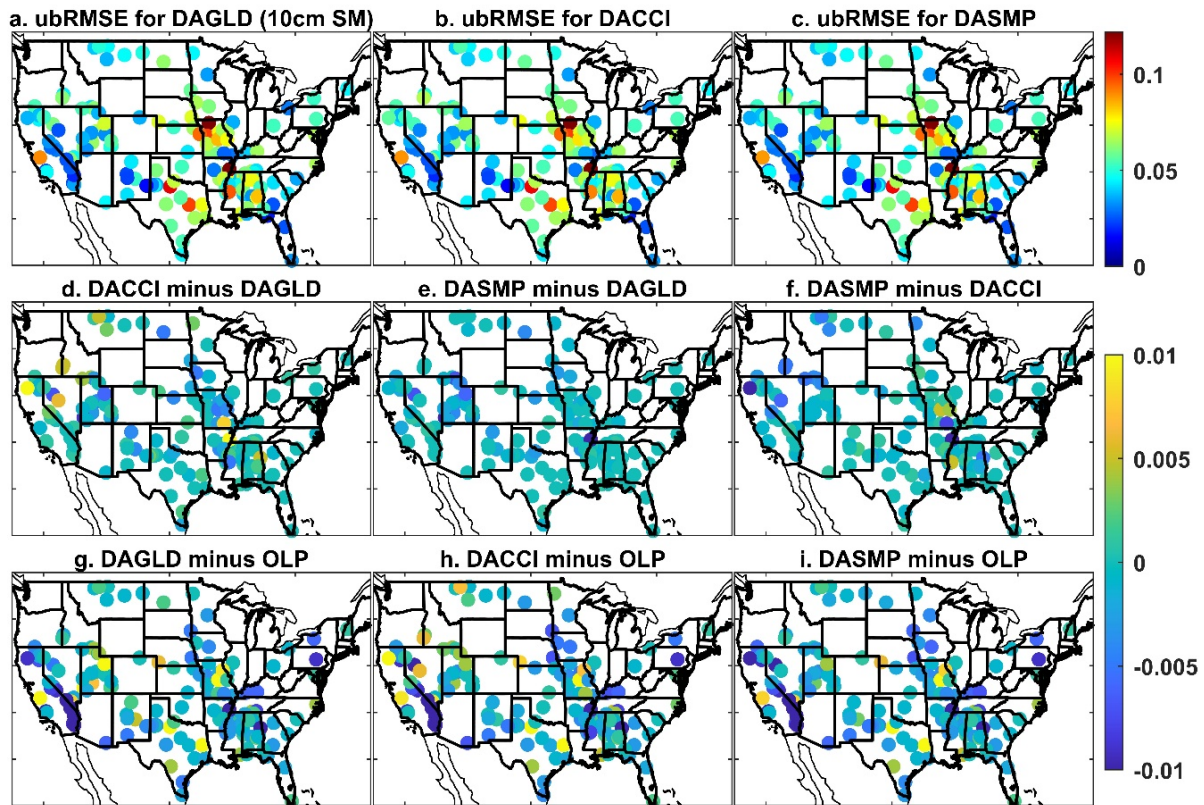 a. ubRMSE for DAGLD (10cm SM)
b. ubRMSE for DACCI
c. ubRMSE for DASMP
0.1
0.05
0
d. DACCI minus DAGLD
e. DASMP minus DAGLD
f. DASMP minus DACCI
0.01
0.005
0
-0.005
-0.01
g. DAGLD minus OLP
h. DACCI minus OLP
i. DASMP minus OLP